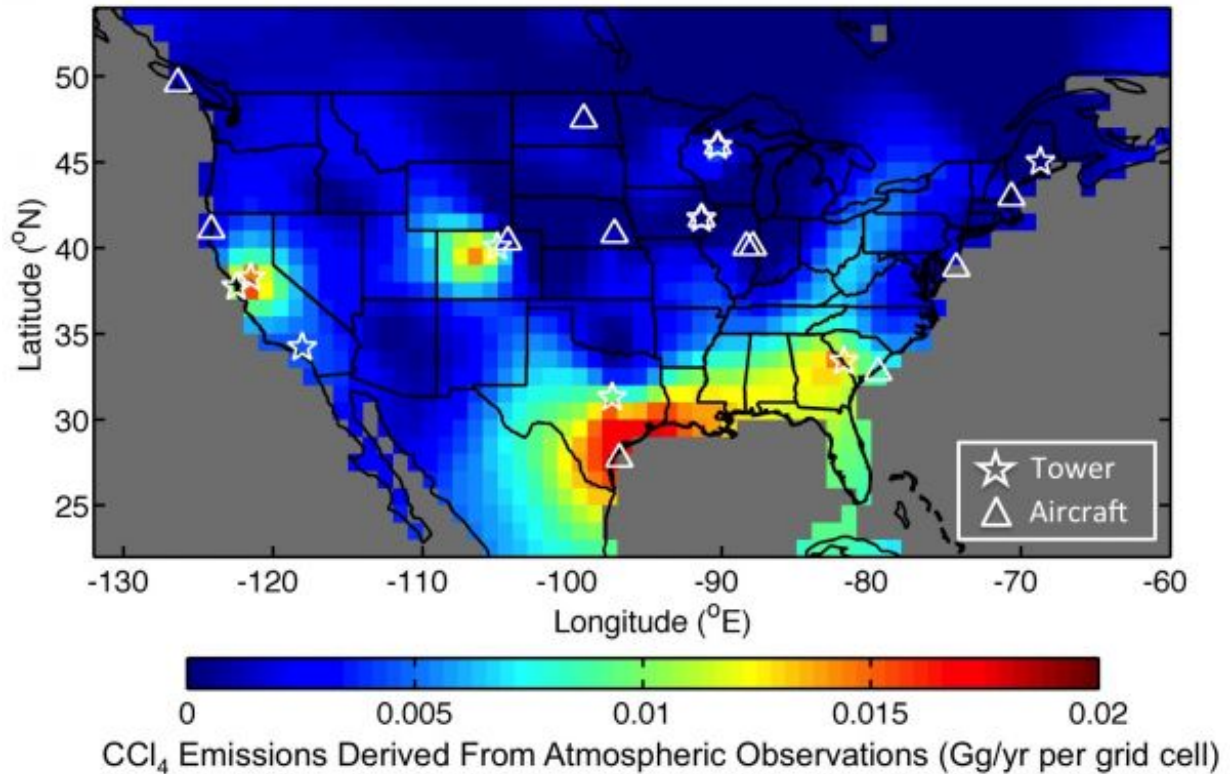 50
45
40
35
30
25
Latitude (°N)
Tower
Aircraft
-130 -120 -110 -100 -90 -80 -70 -60
Longitude (°E)
0 0.005 0.01 0.015 0.02
CCl₄ Emissions Derived From Atmospheric Observations (Gg/yr per grid cell)